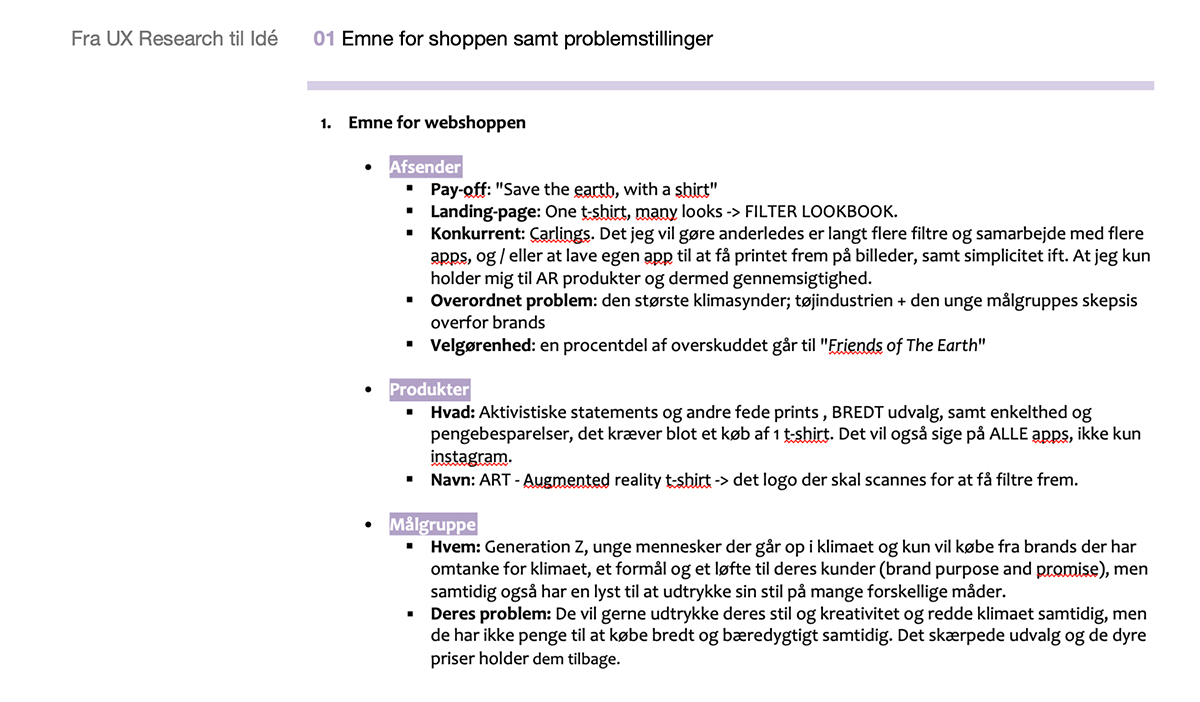 Fra UX Research til Idé
01 Emne for shoppen samt problemstillinger
1. Emne for webshoppen
• Afsender
▪ Pay-off: "Save the earth, with a shirt"
▪ Landing-page: One t-shirt, many looks -> FILTER LOOKBOOK.
▪ Konkurrent: Carlings. Det jeg vil gøre anderledes er langt flere filtre og samarbejde med flere
apps, og / eller at lave egen app til at få printet frem på billeder, samt simplicitet ift. At jeg kun
holder mig til AR produkter og dermed gennemsigtighed.
▪ Overordnet problem: den største klimasynder; tøjindustrien + den unge målgruppes skepsis
overfor brands
▪ Velgørenhed: en procentdel af overskuddet går til "Friends of The Earth"
• Produkter
▪ Hvad: Aktivistiske statements og andre fede prints , BREDT udvalg, samt enkelthed og
pengebesparelser, det kræver blot et køb af 1 t-shirt. Det vil også sige på ALLE apps, ikke kun
instagram.
▪ Navn: ART - Augmented reality t-shirt -> det logo der skal scannes for at få filtre frem.
• Målgruppe
▪ Hvem: Generation Z, unge mennesker der går op i klimaet og kun vil købe fra brands der har
omtanke for klimaet, et formål og et løfte til deres kunder (brand purpose and promise), men
samtidig også har en lyst til at udtrykke sin stil på mange forskellige måder.
▪ Deres problem: De vil gerne udtrykke deres stil og kreativitet og redde klimaet samtidig, men
de har ikke penge til at købe bredt og bæredygtigt samtidig. Det skærpede udvalg og de dyre
priser holder dem tilbage.